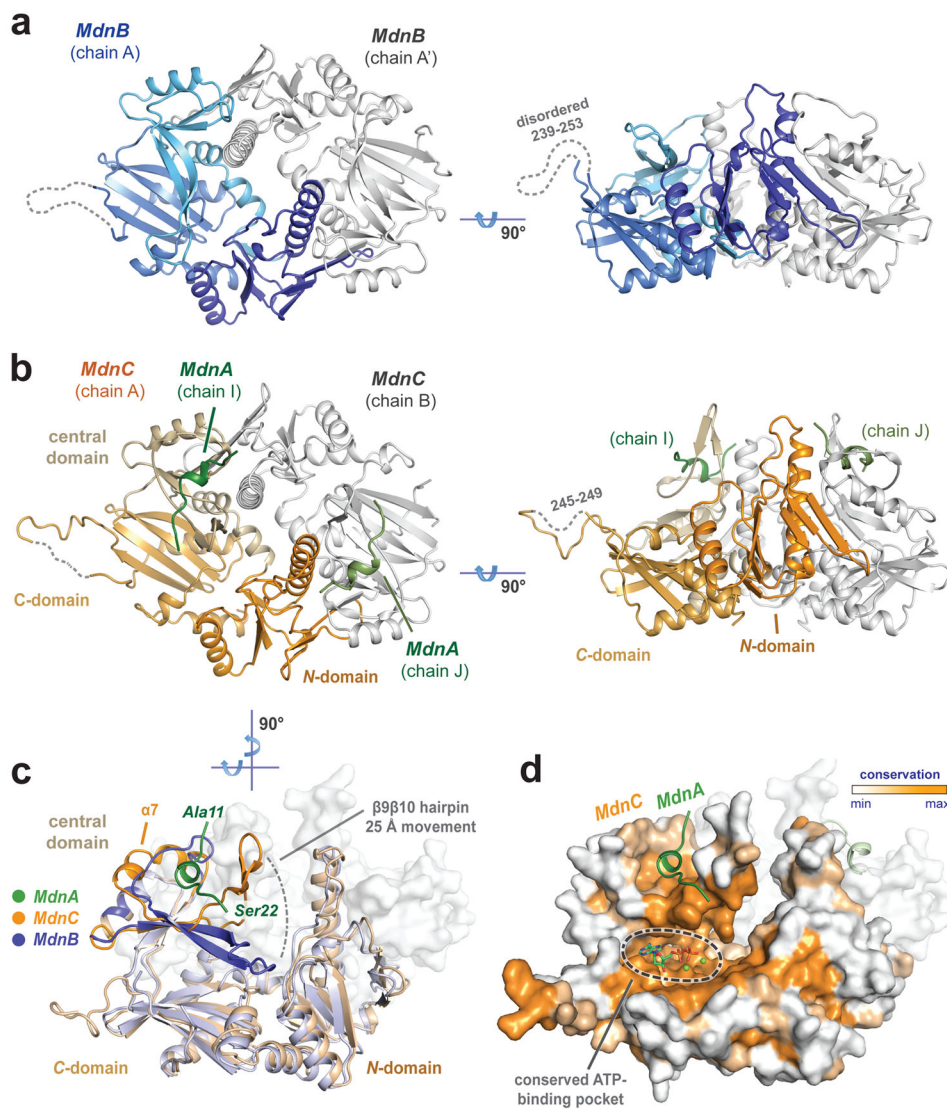 a
MdnB
(chain A)
MdnB
(chain A')
disordered
239-253
90°
b
MdnC
(chain A)
MdnA
(chain I)
MdnC
(chain B)
central
domain
C-domain
N-domain
MdnA
(chain J)
90°
(chain I)
(chain J)
245-249
C-domain
N-domain
90°
c
central
domain
α7
Ala11
β9β10 hairpin
25 Å movement
Ser22
MdnA
MdnC
MdnB
C-domain
N-domain
d
MdnC
MdnA
conservation
min
max
conserved ATP-
binding pocket